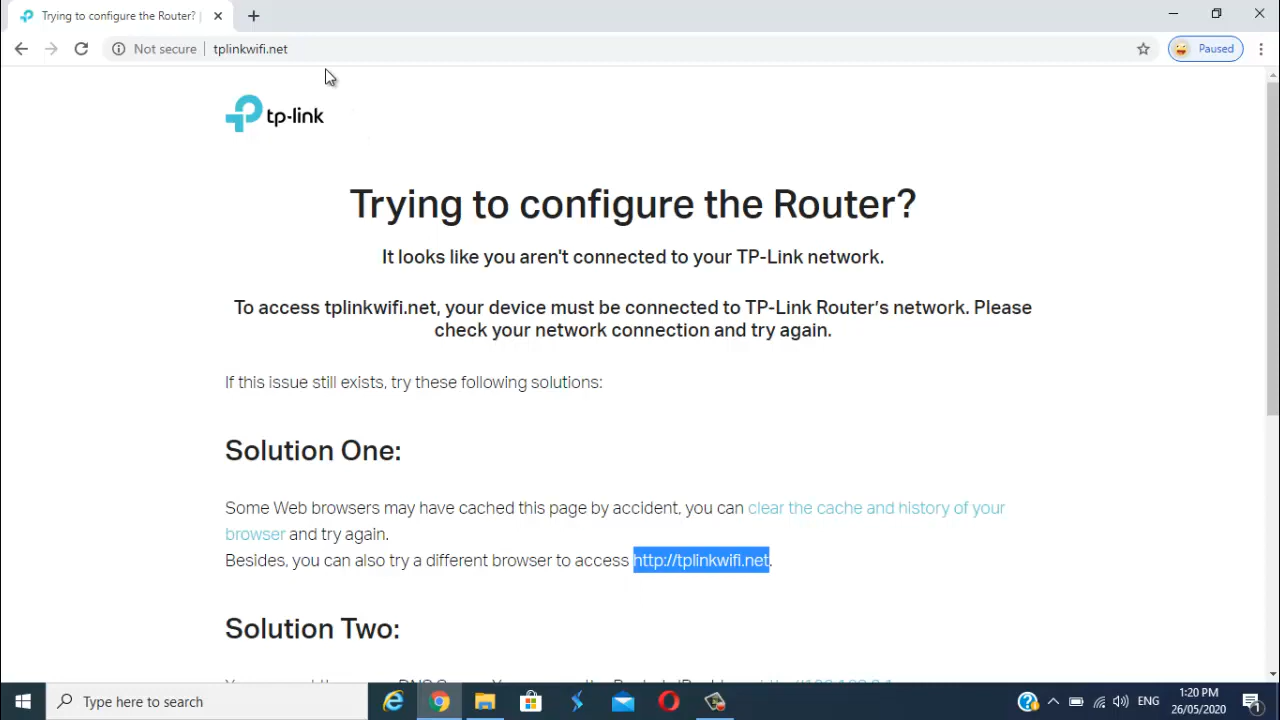 Trying to configure the Router? |
Not secure
tplinkwifi.net
Paused
tp-link
Trying to configure the Router?
It looks like you aren't connected to your TP-Link network.
To access tplinkwifi.net, your device must be connected to TP-Link Router's network. Please
check your network connection and try again.
If this issue still exists, try these following solutions:
Solution One:
Some Web browsers may have cached this page by accident, you can clear the cache and history of your
browser and try again.
Besides, you can also try a different browser to access http://tplinkwifi.net.
Solution Two:
Type here to search
ENG
1:20 PM
26/05/2020
1